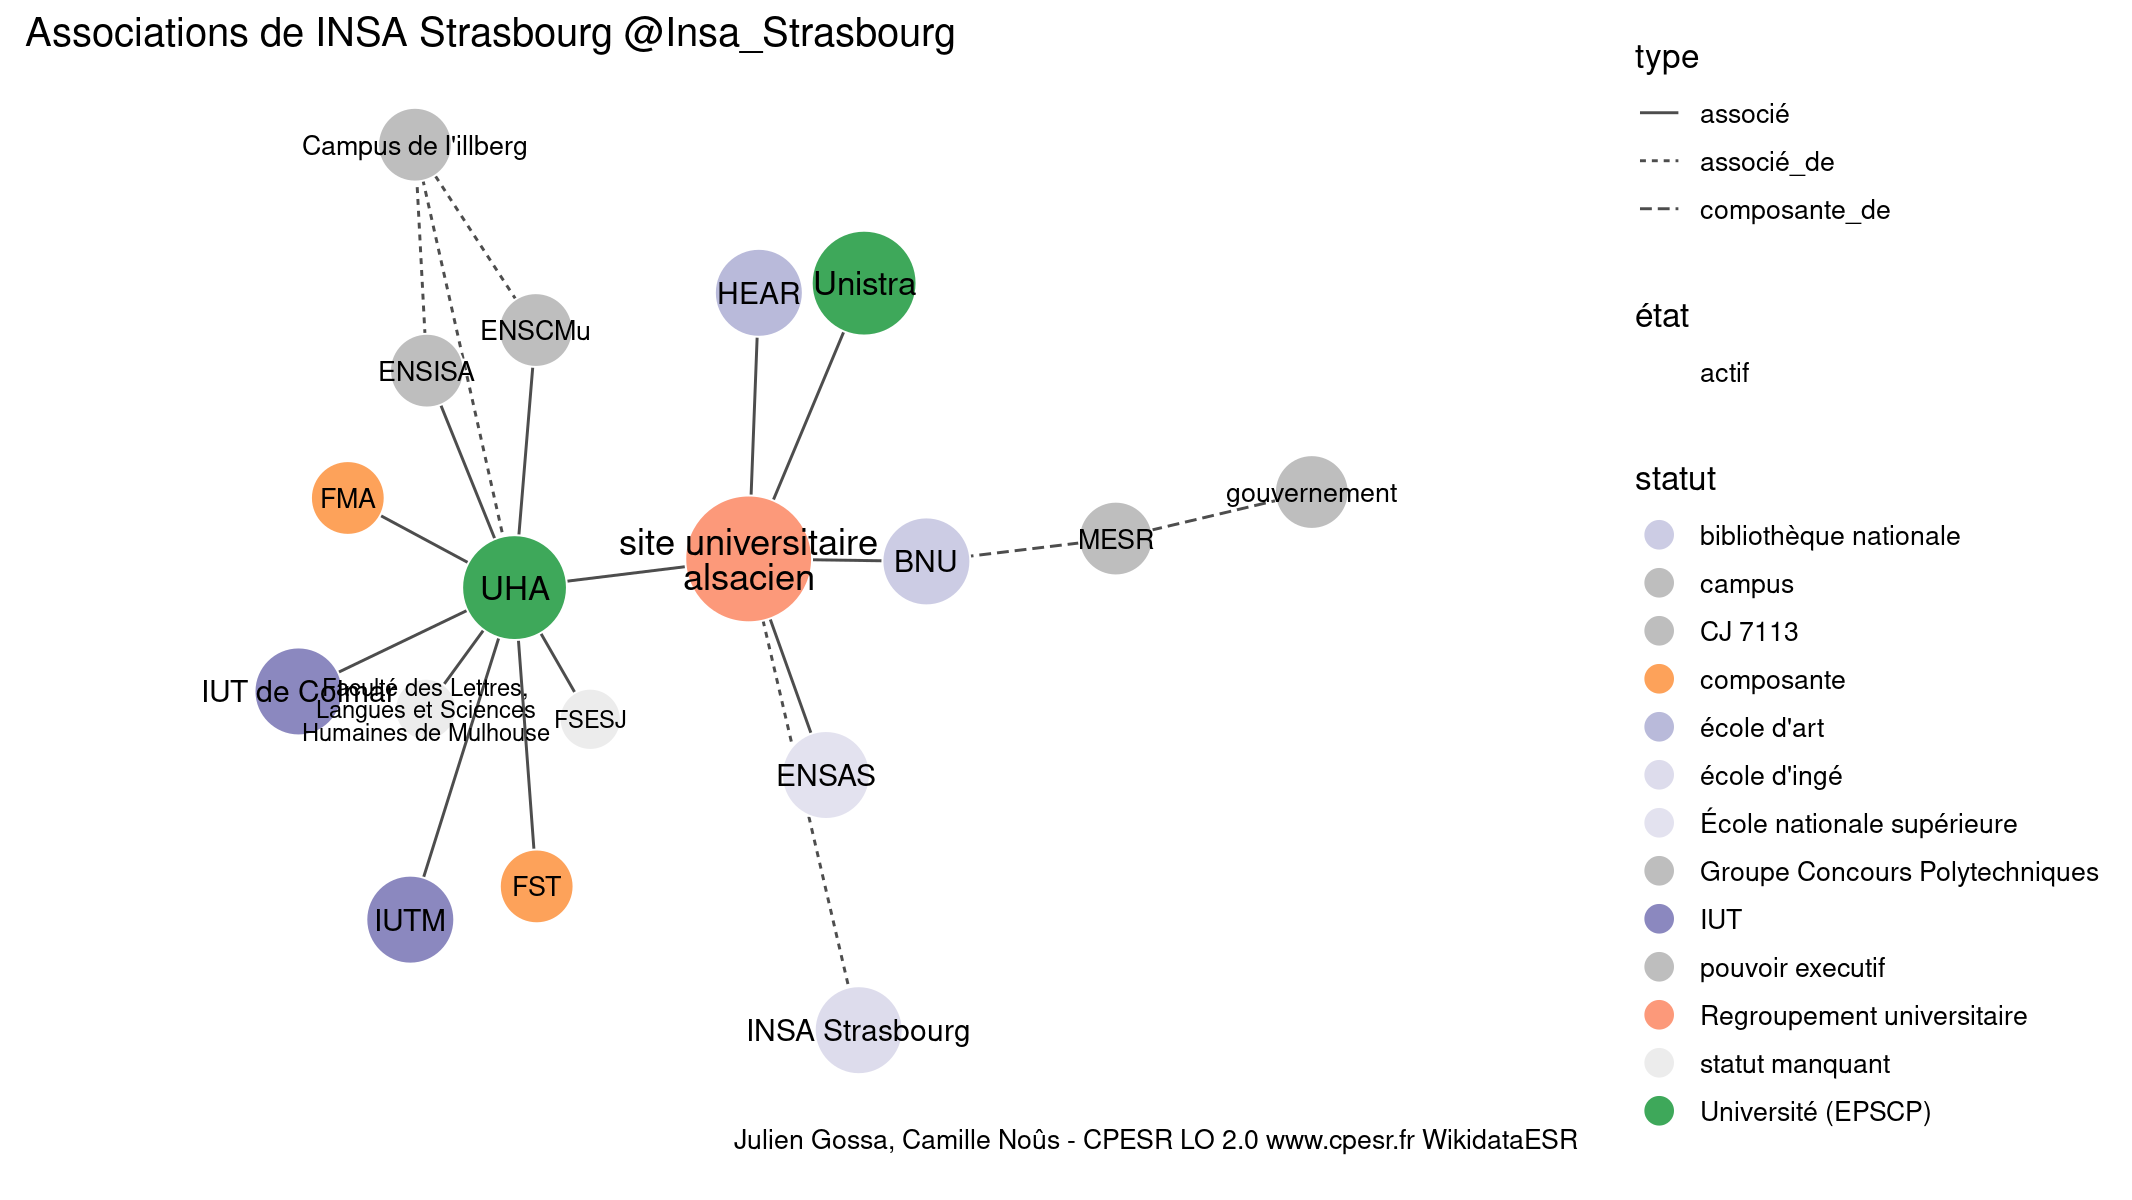 Associations de INSA Strasbourg @Insa_Strasbourg
Campus de l'illberg
HEAR
Unistra
ENSCMu
ENSISA
FMA
gouvernement
MESR
site universitaire
alsacien
BNU
UHA
IUT de Colmar
Faculté des Lettres,
Langues et Sciences
Humaines de Mulhouse
FSESJ
ENSAS
FST
IUTM
INSA Strasbourg
type
associé
associé_de
composante_de
état
actif
statut
bibliothèque nationale
campus
CJ 7113
composante
école d'art
école d'ingé
École nationale supérieure
Groupe Concours Polytechniques
IUT
pouvoir executif
Regroupement universitaire
statut manquant
Université (EPSCP)
Julien Gossa, Camille Noûs - CPESR LO 2.0 www.cpesr.fr WikidataESR